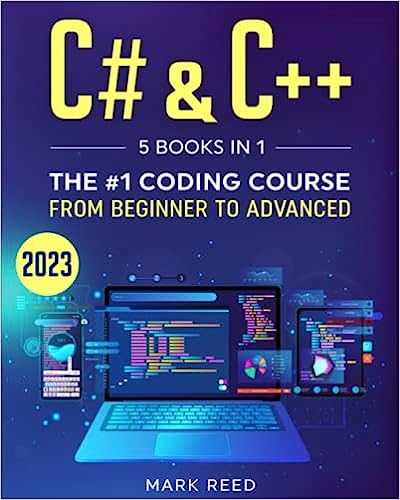 C# & C++
5 BOOKS IN 1
THE #1 CODING COURSE
FROM BEGINNER TO ADVANCED
2023
MARK REED